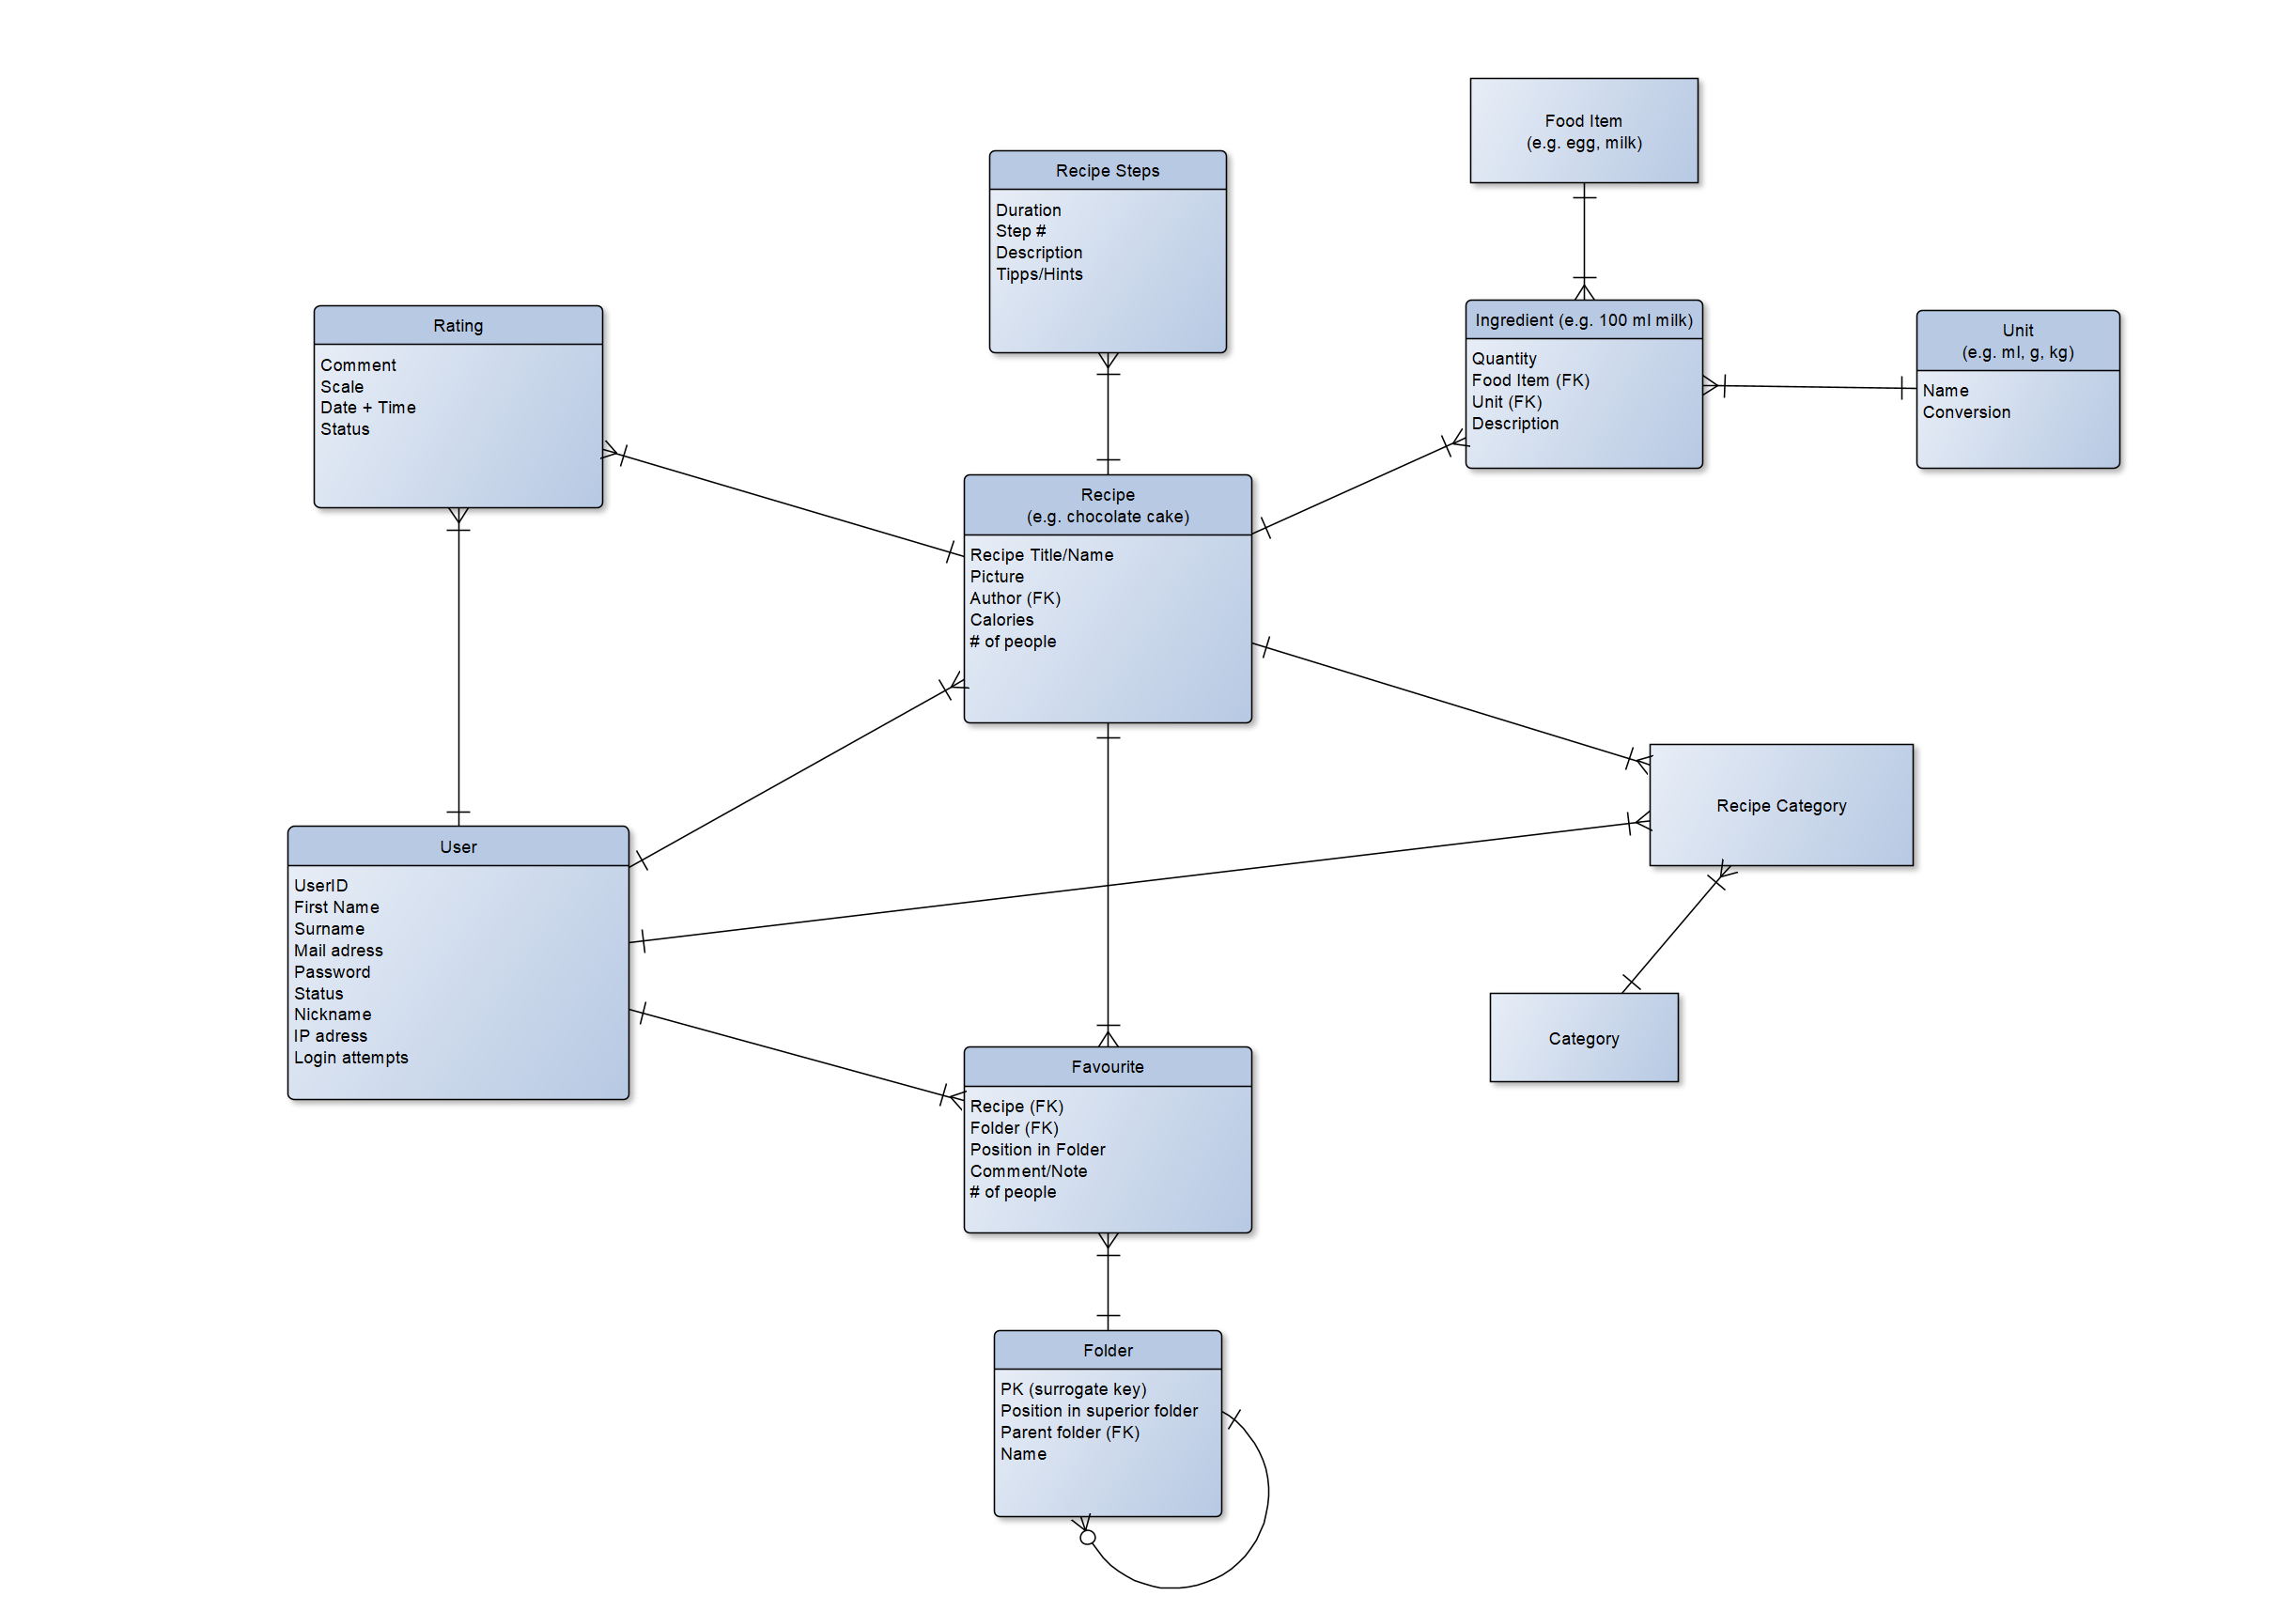 Food Item
(e.g. egg, milk)
Recipe Steps
Duration
Step #
Description
Tipps/Hints
Rating
Comment
Scale
Date + Time
Status
Ingredient (e.g. 100 ml milk)
Quantity
Food Item (FK)
Unit (FK)
Description
Unit
(e.g. ml, g, kg)
Name
Conversion
Recipe
(e.g. chocolate cake)
Recipe Title/Name
Picture
Author (FK)
Calories
# of people
Recipe Category
User
UserID
First Name
Surname
Mail adress
Password
Status
Nickname
IP adress
Login attempts
Category
Favourite
Recipe (FK)
Folder (FK)
Position in Folder
Comment/Note
# of people
Folder
PK (surrogate key)
Position in superior folder
Parent folder (FK)
Name